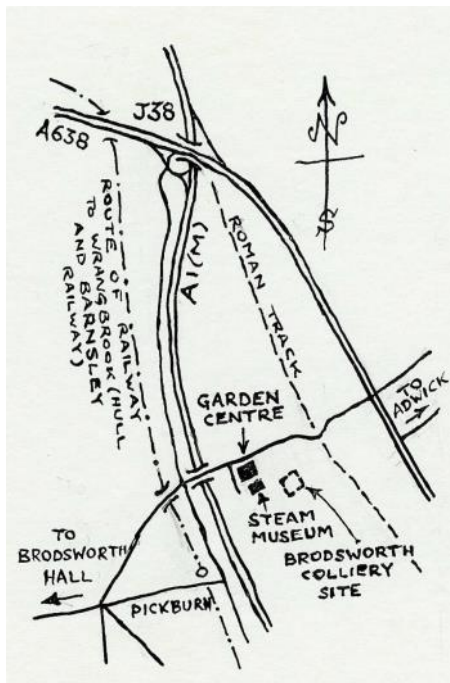 J38
A638
N
S
ROUTE OF RAILWAY
TO WRANGBROOK (HULL
AND BARNSLEY
RAILWAY)
A1(M)
ROMAN TRACK
TO
ADWICK
GARDEN
CENTRE
STEAM
MUSEUM
BRODSWORTH
COLLIERY
SITE
TO
BRODSWORTH
HALL
PICKBURN